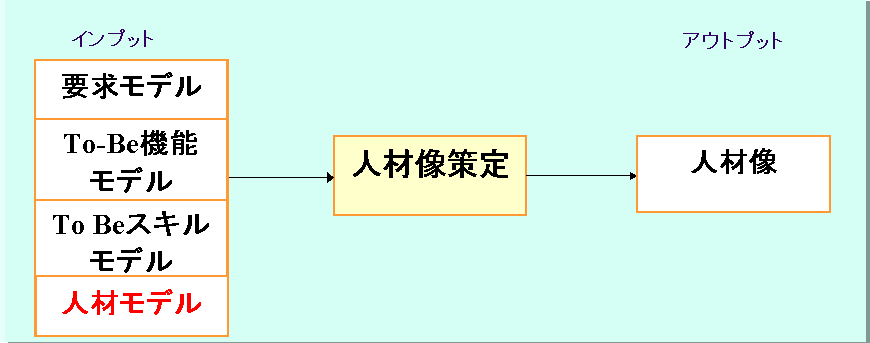 インプット
アウトプット
要求モデル
To-Be機能
モデル
To Beスキル
モデル
人材モデル
人材像策定
人材像